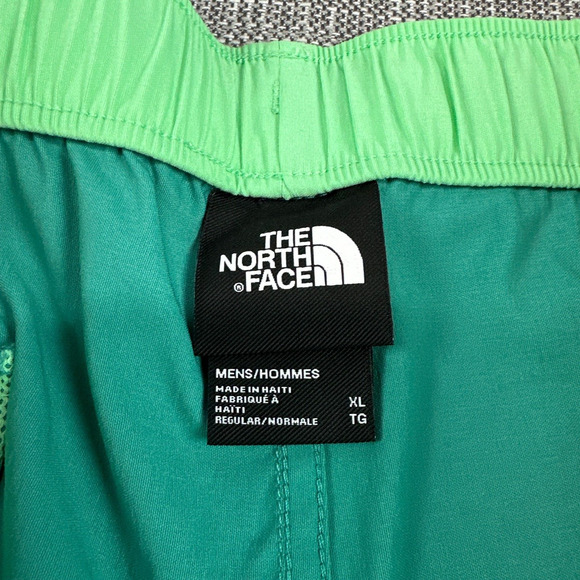 THE
NORTH
®FACE
MENS/HOMMES
MADE IN HAITI
FABRIQUÉ À
HAÏTI
REGULAR/NORMALE
XL
TG